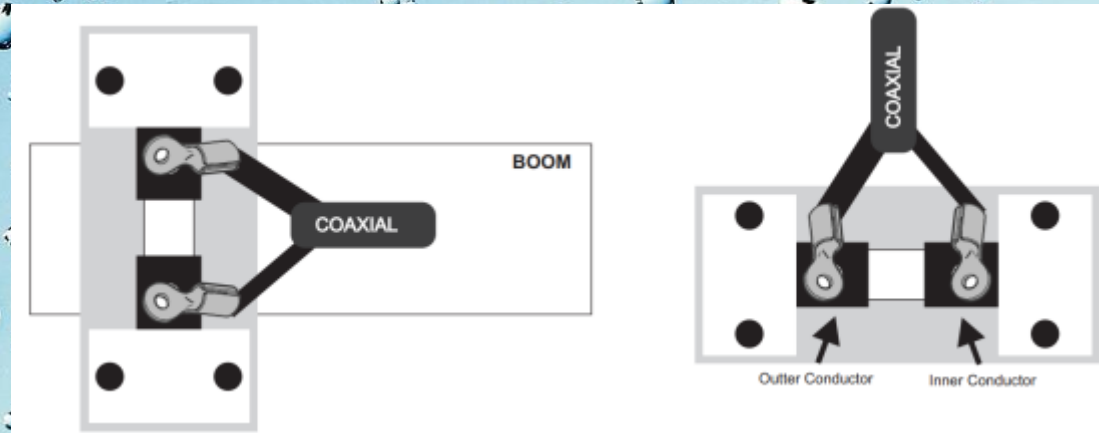 BOOM
COAXIAL
COAXIAL
Outter Conductor
Inner Conductor